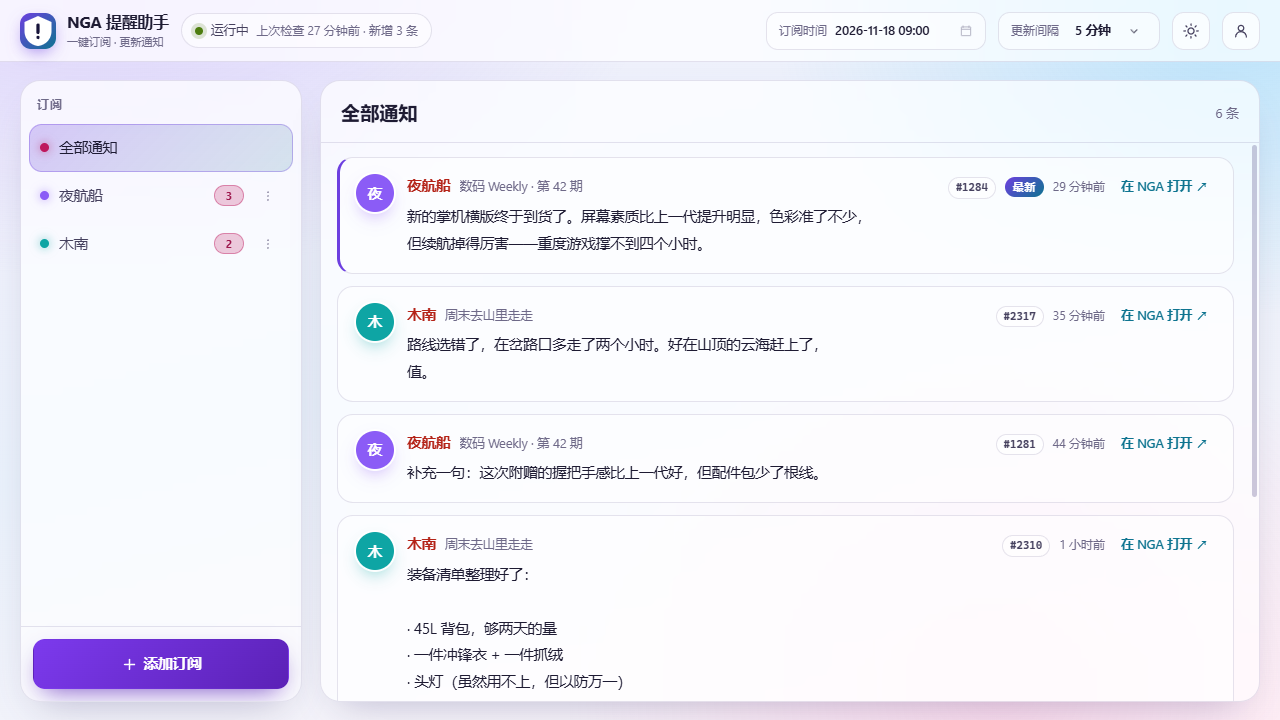 NGA 提醒助手
一键订阅 · 更新通知
运行中 上次检查 27 分钟前 · 新增 3 条
订阅时间 2026-11-18 09:00
更新间隔 5 分钟
订阅
全部通知
夜航船 3
木南 2
添加订阅
全部通知
6 条
夜
夜航船 数码 Weekly · 第 42 期
#1284 最新 29 分钟前 在 NGA 打开 ↗
新的掌机横版终于到货了。屏幕素质比上一代提升明显，色彩准了不少，
但续航掉得厉害——重度游戏撑不到四个小时。
木
木南 周末去山里走走
#2317 35 分钟前 在 NGA 打开 ↗
路线选错了，在岔路口多走了两个小时。好在山顶的云海赶上了，
值。
夜
夜航船 数码 Weekly · 第 42 期
#1281 44 分钟前 在 NGA 打开 ↗
补充一句：这次附赠的握把手感比上一代好，但配件包少了根线。
木
木南 周末去山里走走
#2310 1 小时前 在 NGA 打开 ↗
装备清单整理好了：
· 45L 背包，够两天的量
· 一件冲锋衣 + 一件抓绒
· 头灯（虽然用不上，但以防万一）